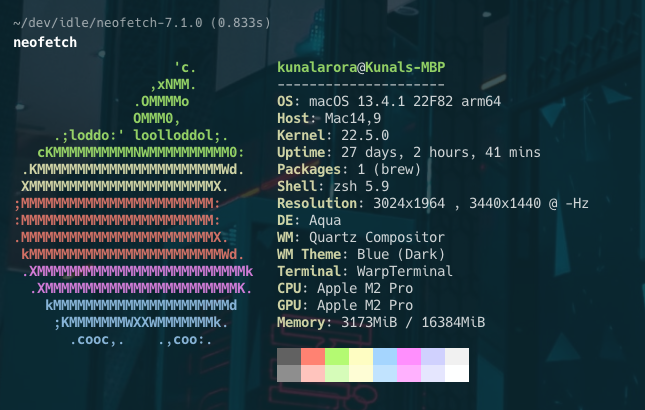 ~/dev/idle/neofetch-7.1.0 (0.833s)
neofetch
'c.
kunalarora@Kunals-MBP
,xNMM.
---------------------
.OMMMMo
OS: macOS 13.4.1 22F82 arm64
OMMM0,
Host: Mac14,9
.;loddo:' loolloddol;.
Kernel: 22.5.0
cKMMMMMMMMMMNWMMMMMMMMMM0:
Uptime: 27 days, 2 hours, 41 mins
.KMMMMMMMMMMMMMMMMMMMMMMMWd.
Packages: 1 (brew)
XMMMMMMMMMMMMMMMMMMMMMMMX.
Shell: zsh 5.9
;MMMMMMMMMMMMMMMMMMMMMMMM:
Resolution: 3024x1964 , 3440x1440 @ -Hz
:MMMMMMMMMMMMMMMMMMMMMMMM:
DE: Aqua
.MMMMMMMMMMMMMMMMMMMMMMMMX.
WM: Quartz Compositor
kMMMMMMMMMMMMMMMMMMMMMMMMWd.
WM Theme: Blue (Dark)
.XMMMMMMMMMMMMMMMMMMMMMMMMMMk
Terminal: WarpTerminal
.XMMMMMMMMMMMMMMMMMMMMMMMMK.
CPU: Apple M2 Pro
kMMMMMMMMMMMMMMMMMMMMMMd
GPU: Apple M2 Pro
;KMMMMMMMWXXWMMMMMMMk.
Memory: 3173MiB / 16384MiB
.cooc,.    .,coo:.